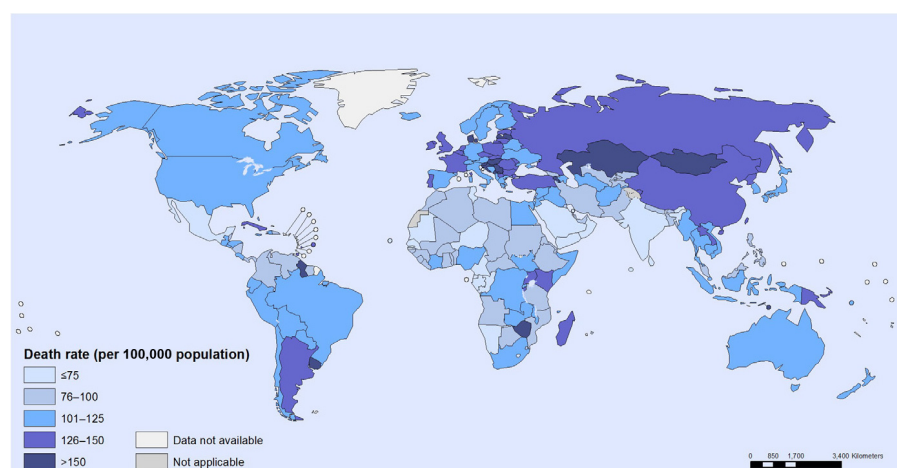 Death rate (per 100,000 population)
≤75
76–100
101–125
126–150
>150
Data not available
Not applicable
0 850 1,700 3,400 Kilometers